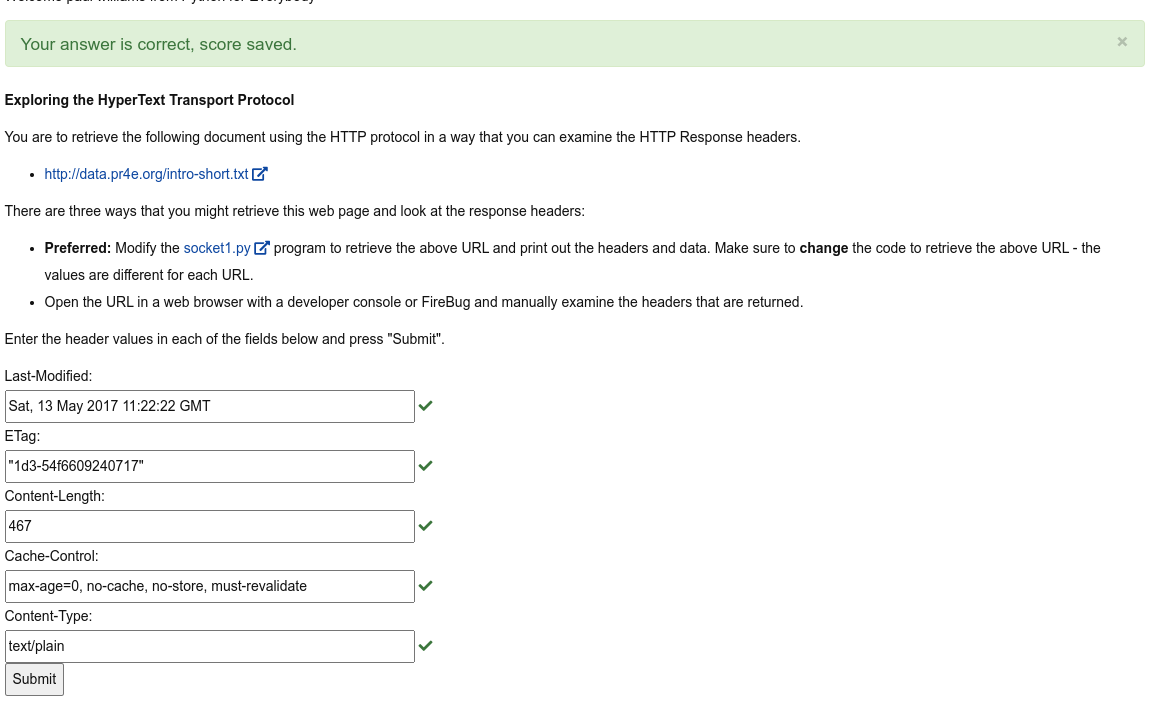 Welcome paul williams from Python for Everybody
Your answer is correct, score saved.
×
Exploring the HyperText Transport Protocol
You are to retrieve the following document using the HTTP protocol in a way that you can examine the HTTP Response headers.
• http://data.pr4e.org/intro-short.txt
There are three ways that you might retrieve this web page and look at the response headers:
• Preferred: Modify the socket1.py program to retrieve the above URL and print out the headers and data. Make sure to change the code to retrieve the above URL - the
values are different for each URL.
• Open the URL in a web browser with a developer console or FireBug and manually examine the headers that are returned.
Enter the header values in each of the fields below and press "Submit".
Last-Modified:
Sat, 13 May 2017 11:22:22 GMT
ETag:
"1d3-54f6609240717"
Content-Length:
467
Cache-Control:
max-age=0, no-cache, no-store, must-revalidate
Content-Type:
text/plain
Submit